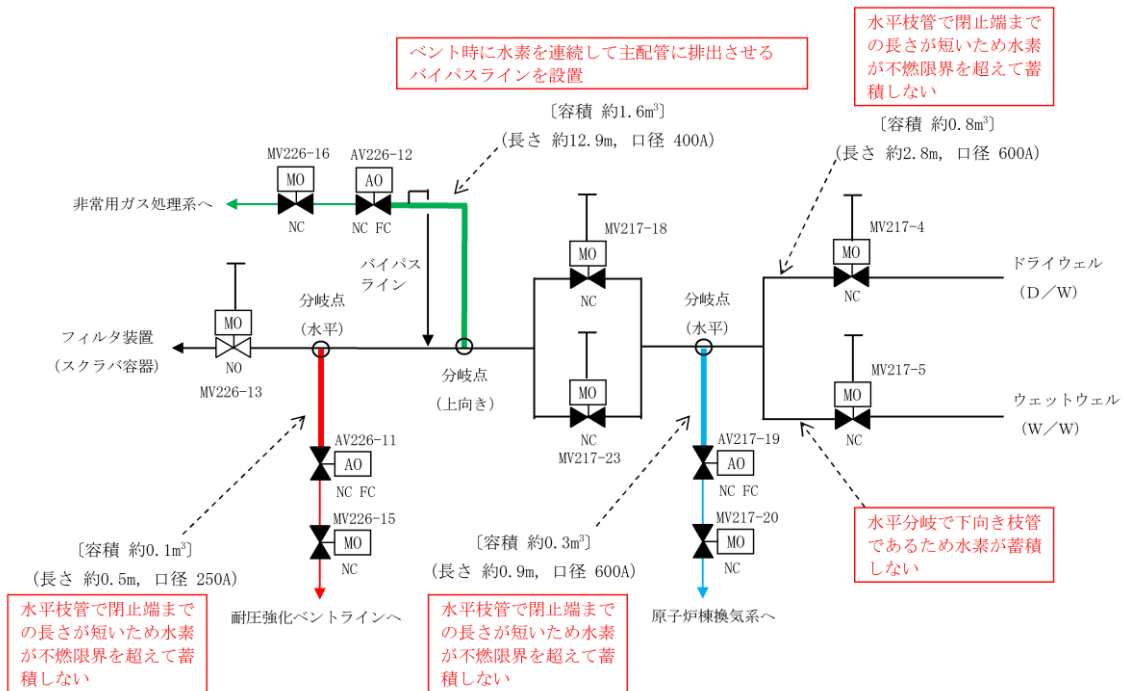 水平枝管で閉止端まで
の長さが短いため水素
が不燃限界を超えて蓄
積しない
ベント時に水素を連続して主配管に排出させる
バイパスラインを設置
〔容積 約1.6m³〕
(長さ 約12.9m, 口径 400A)
〔容積 約0.8m³〕
(長さ 約2.8m, 口径 600A)
MV226-16
AV226-12
MO
AO
非常用ガス処理系へ
NC
NC FC
MV217-18
MO
NC
MV217-4
MO
NC
ドライウェル
(D/W)
バイパス
ライン
分岐点
(水平)
分岐点
(水平)
フィルタ装置
(スクラバ容器)
MO
NO
MV226-13
分岐点
(上向き)
MO
NC
MV217-23
MV217-5
MO
NC
ウェットウェル
(W/W)
AV226-11
AO
NC FC
AV217-19
AO
NC FC
MV226-15
MO
NC
MV217-20
MO
NC
水平分岐で下向き枝管
であるため水素が蓄積
しない
〔容積 約0.1m³〕
(長さ 約0.5m, 口径 250A)
〔容積 約0.3m³〕
(長さ 約0.9m, 口径 600A)
水平枝管で閉止端まで
の長さが短いため水素
が不燃限界を超えて蓄
積しない
耐圧強化ベントラインへ
水平枝管で閉止端まで
の長さが短いため水素
が不燃限界を超えて蓄
積しない
原子炉棟換気系へ